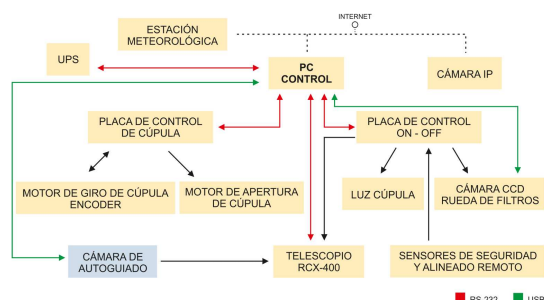 INTERNET
ESTACIÓN
METEOROLÓGICA
UPS
PC
CONTROL
CÁMARA IP
PLACA DE CONTROL
DE CÚPULA
PLACA DE CONTROL
ON - OFF
MOTOR DE GIRO DE CÚPULA
ENCODER
MOTOR DE APERTURA
DE CÚPULA
LUZ CÚPULA
CÁMARA CCD
RUEDA DE FILTROS
CÁMARA DE
AUTOGUIADO
TELESCOPIO
RCX-400
SENSORES DE SEGURIDAD
Y ALINEADO REMOTO
RS-232
USB